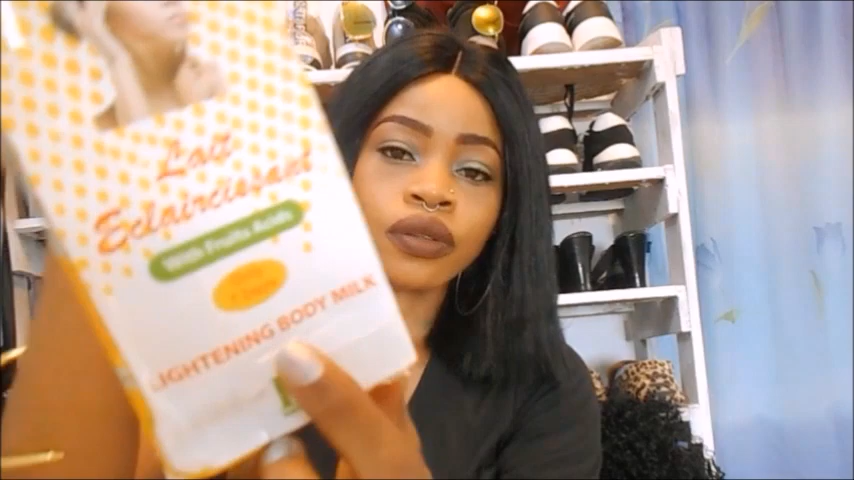 Lait
Eclaircissant
With Fruits Acids
LIGHTENING BODY MILK